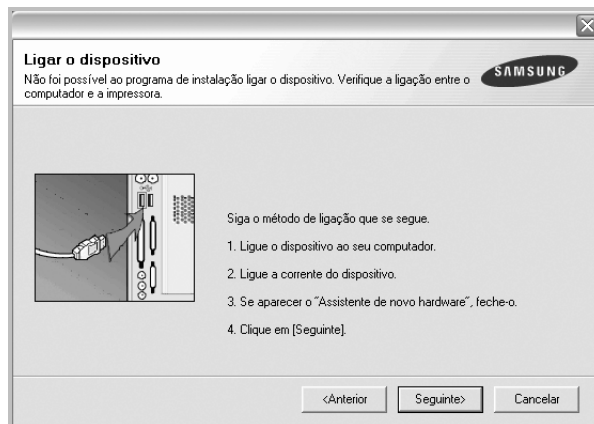 Ligar o dispositivo
Não foi possível ao programa de instalação ligar o dispositivo. Verifique a ligação entre o
computador e a impressora.
SAMSUNG
Siga o método de ligação que se segue.
1. Ligue o dispositivo ao seu computador.
2. Ligue a corrente do dispositivo.
3. Se aparecer o "Assistente de novo hardware", feche-o.
4. Clique em [Seguinte].
<Anterior
Seguinte>
Cancelar